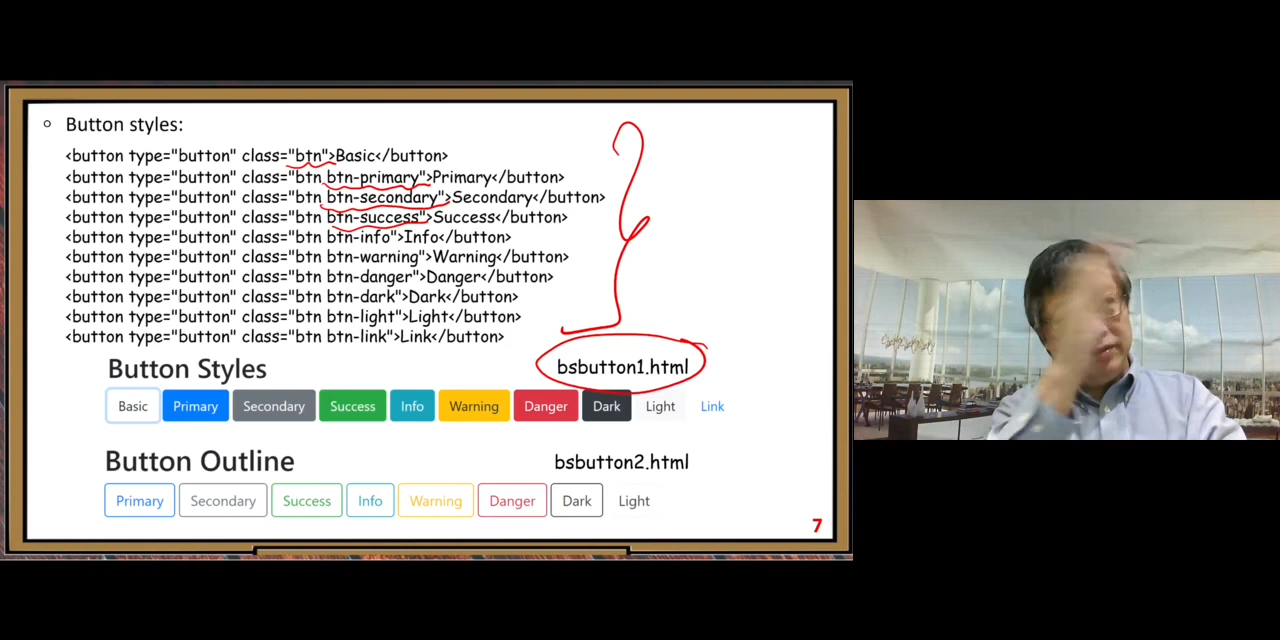 Button styles:
<button type="button" class="btn">Basic</button>
<button type="button" class="btn btn-primary">Primary</button>
<button type="button" class="btn btn-secondary">Secondary</button>
<button type="button" class="btn btn-success">Success</button>
<button type="button" class="btn btn-info">Info</button>
<button type="button" class="btn btn-warning">Warning</button>
<button type="button" class="btn btn-danger">Danger</button>
<button type="button" class="btn btn-dark">Dark</button>
<button type="button" class="btn btn-light">Light</button>
<button type="button" class="btn btn-link">Link</button>
Button Styles bsbutton1.html
Basic Primary Secondary Success Info Warning Danger Dark Light Link
Button Outline bsbutton2.html
Primary Secondary Success Info Warning Danger Dark Light
7